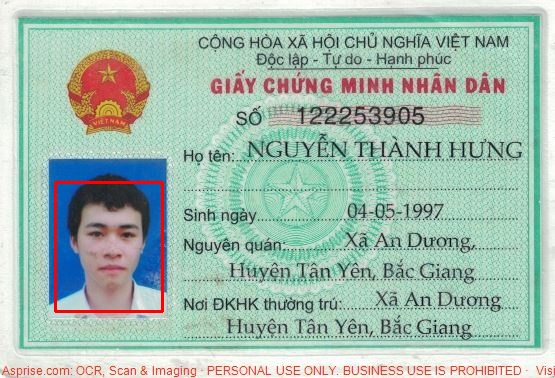 CỘNG HÒA XÃ HỘI CHỦ NGHĨA VIỆT NAM
Độc lập - Tự do - Hạnh phúc
GIẤY CHỨNG MINH NHÂN DÂN
SỐ 122253905
Họ tên: NGUYỄN THÀNH HƯNG
Sinh ngày 04-05-1997
Nguyên quán: Xã An Dương,
Huyện Tân Yên, Bắc Giang
Nơi ĐKHK thường trú: Xã An Dương
Huyện Tân Yên, Bắc Giang
VIỆT NAM
Asprise.com: OCR, Scan & Imaging · PERSONAL USE ONLY. BUSINESS USE IS PROHIBITED ·